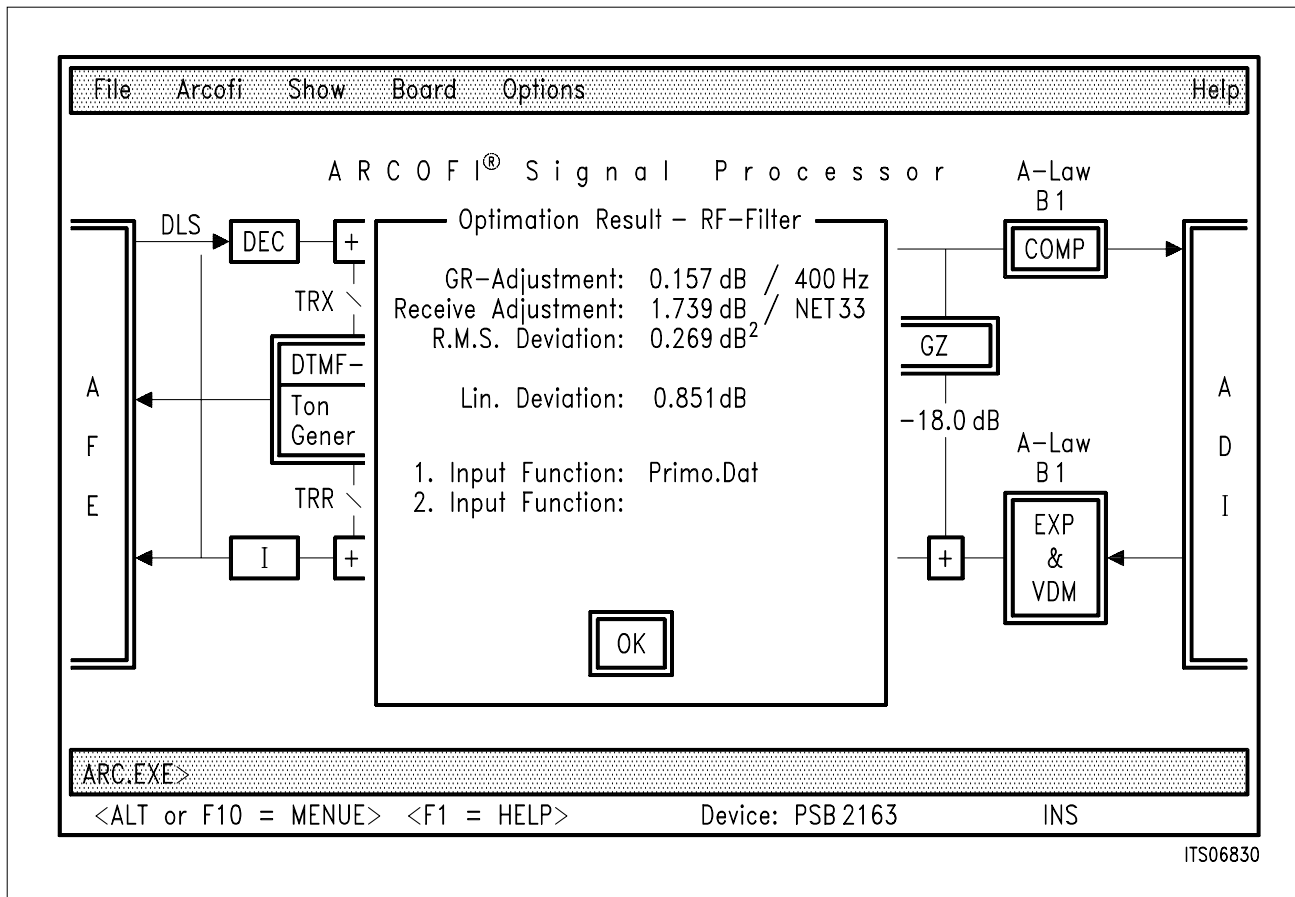 File Arcofi Show Board Options Help
ARCOFI® Signal Processor
A-Law
B1
DLS
DEC
+
Optimation Result – RF-Filter
COMP
GR-Adjustment: 0.157 dB / 400 Hz
Receive Adjustment: 1.739 dB / NET33
R.M.S. Deviation: 0.269 dB²
Lin. Deviation: 0.851 dB
1. Input Function: Primo.Dat
2. Input Function:
OK
TRX
DTMF-
Ton
Gener
TRR
I
+
A
F
E
GZ
-18.0 dB
+
A-Law
B1
EXP
&
VDM
A
D
I
ARC.EXE>
<ALT or F10 = MENUE> <F1 = HELP> Device: PSB 2163 INS
ITS06830